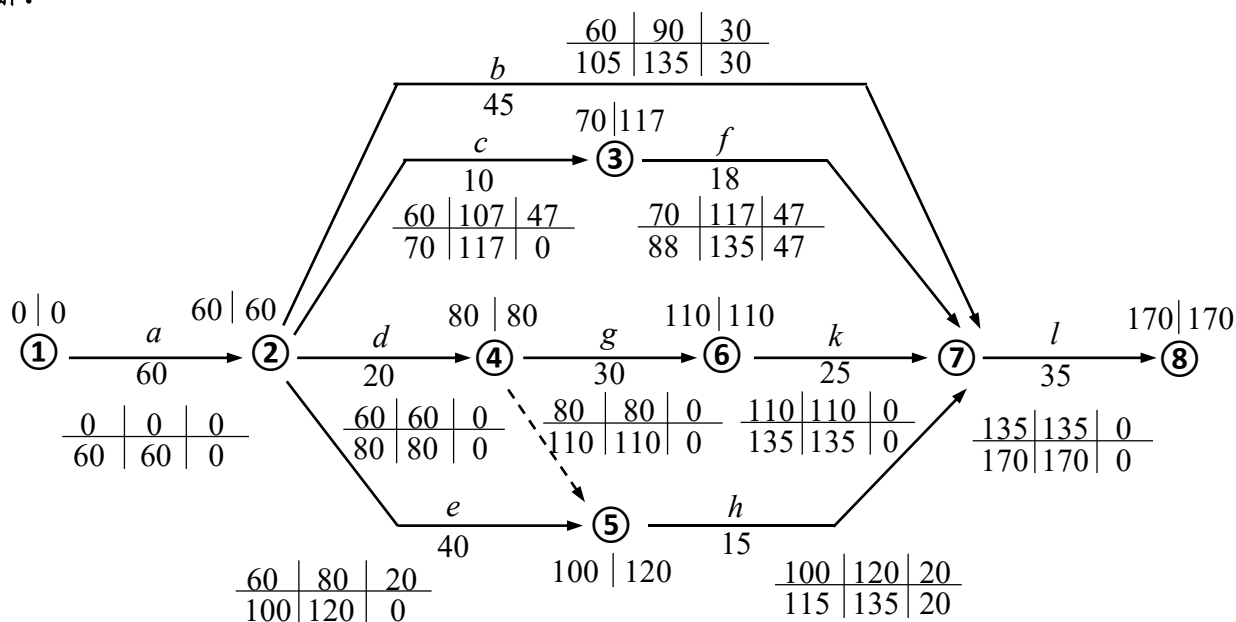 60 | 90 | 30
105 | 135 | 30
b
45
70|117
c
③
f
10
18
60 | 107 | 47
70 | 117 | 0
70 | 117 | 47
88 | 135 | 47
0|0
60|60
80|80
110|110
170|170
①
a
②
d
④
g
⑥
k
⑦
l
⑧
60
20
30
25
35
0 | 0 | 0
60 | 60 | 0
60 | 60 | 0
80 | 80 | 0
80 | 80 | 0
110 | 110 | 0
110 | 110 | 0
135 | 135 | 0
135 | 135 | 0
170 | 170 | 0
e
⑤
h
40
15
100 | 120
60 | 80 | 20
100 | 120 | 0
100 | 120 | 20
115 | 135 | 20